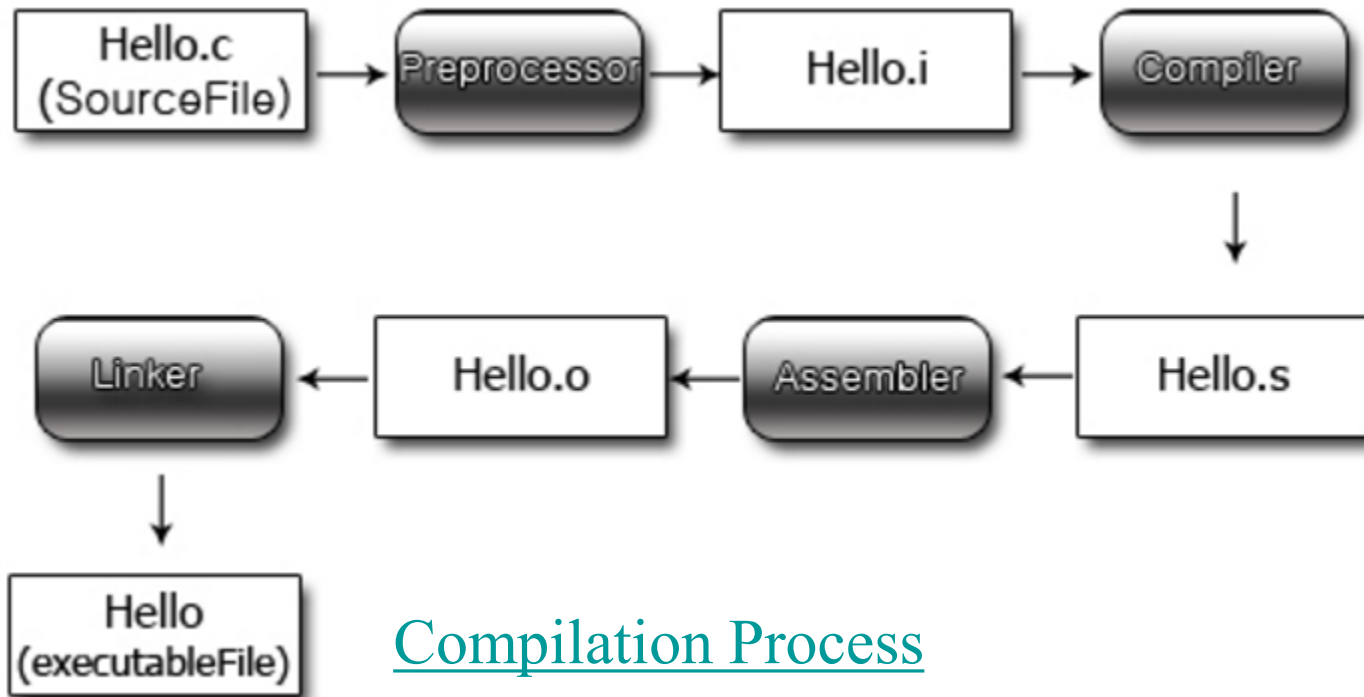 Hello.c
(SourceFile)
Preprocessor
Hello.i
Compiler
Hello.s
Assembler
Hello.o
Linker
Hello
(executableFile)
Compilation Process